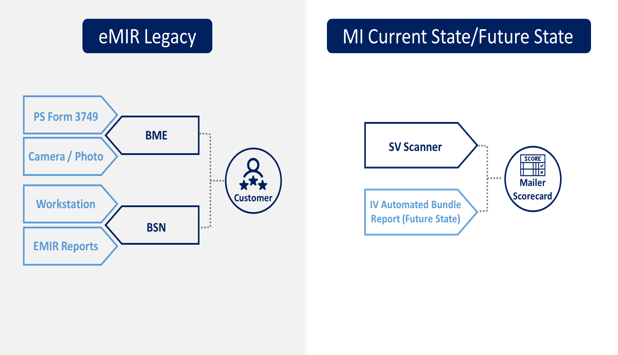 eMIR Legacy
PS Form 3749
Camera / Photo
BME
Workstation
EMIR Reports
BSN
Customer
MI Current State/Future State
SV Scanner
IV Automated Bundle
Report (Future State)
SCORE
Mailer
Scorecard